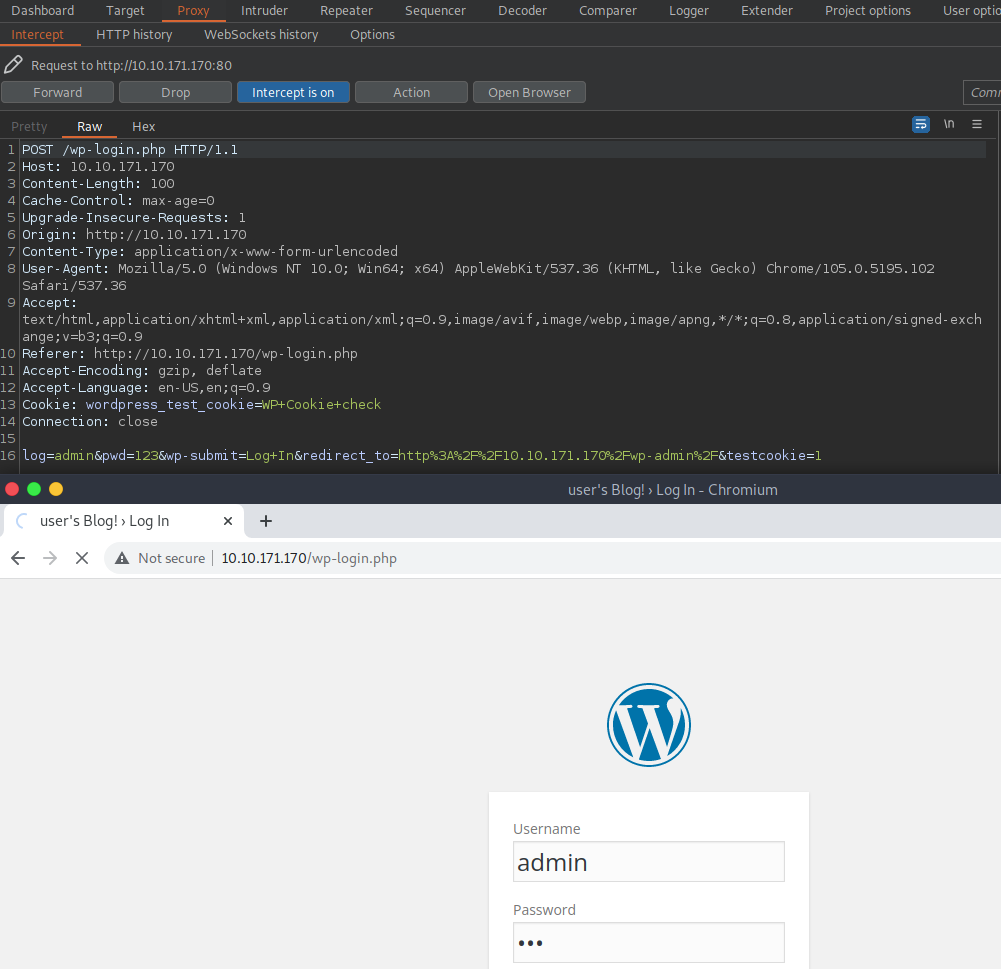 Dashboard Target Proxy Intruder Repeater Sequencer Decoder Comparer Logger Extender Project options User optio
Intercept HTTP history WebSockets history Options
Request to http://10.10.171.170:80
Forward Drop Intercept is on Action Open Browser Com
Pretty Raw Hex \n
1 POST /wp-login.php HTTP/1.1
2 Host: 10.10.171.170
3 Content-Length: 100
4 Cache-Control: max-age=0
5 Upgrade-Insecure-Requests: 1
6 Origin: http://10.10.171.170
7 Content-Type: application/x-www-form-urlencoded
8 User-Agent: Mozilla/5.0 (Windows NT 10.0; Win64; x64) AppleWebKit/537.36 (KHTML, like Gecko) Chrome/105.0.5195.102
Safari/537.36
9 Accept:
text/html,application/xhtml+xml,application/xml;q=0.9,image/avif,image/webp,image/apng,*/*;q=0.8,application/signed-exch
ange;v=b3;q=0.9
10 Referer: http://10.10.171.170/wp-login.php
11 Accept-Encoding: gzip, deflate
12 Accept-Language: en-US,en;q=0.9
13 Cookie: wordpress_test_cookie=WP+Cookie+check
14 Connection: close
15
16 log=admin&pwd=123&wp-submit=Log+In&redirect_to=http%3A%2F%2F10.10.171.170%2Fwp-admin%2F&testcookie=1
user's Blog! › Log In - Chromium
user's Blog! › Log In
Not secure 10.10.171.170/wp-login.php
W
Username
admin
Password
•••